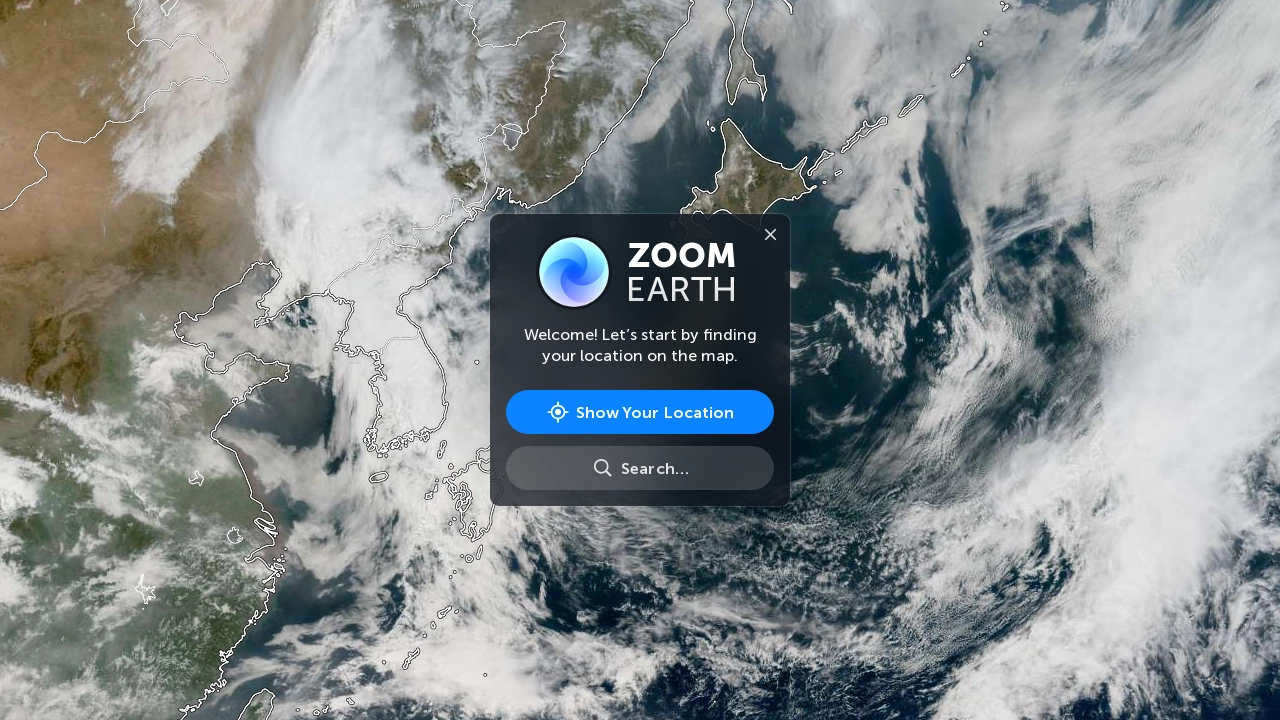 ZOOM
EARTH
Welcome! Let’s start by finding
your location on the map.
Show Your Location
Search…